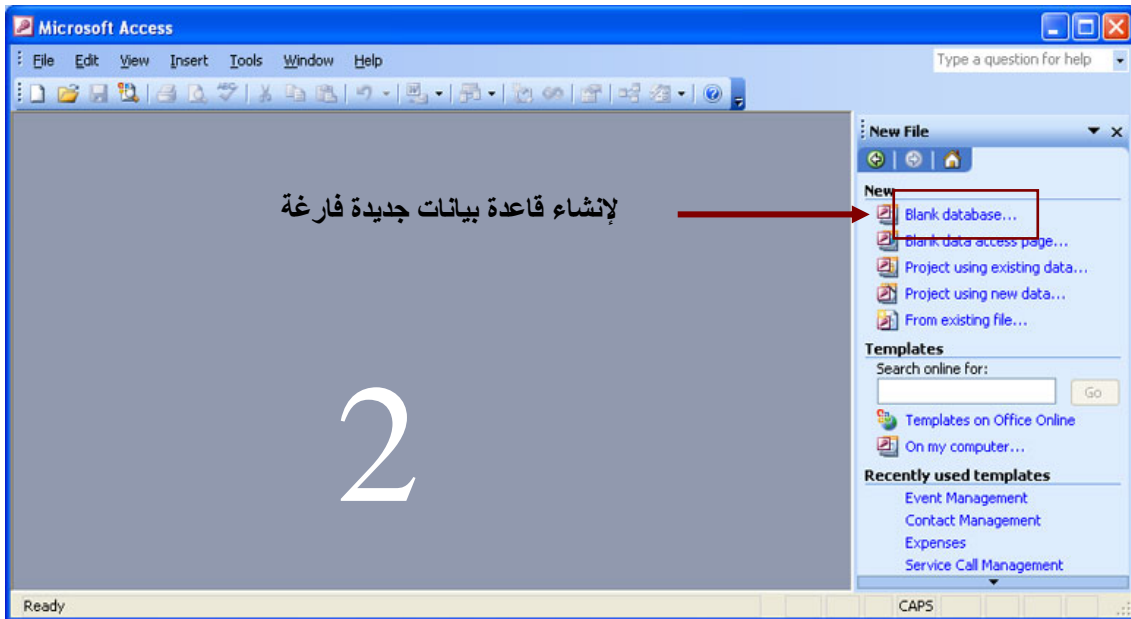 Microsoft Access
File Edit View Insert Tools Window Help
Type a question for help
New File
New
Blank database...
Blank data access page...
Project using existing data...
Project using new data...
From existing file...
Templates
Search online for:
Go
Templates on Office Online
On my computer...
Recently used templates
Event Management
Contact Management
Expenses
Service Call Management
لإنشاء قاعدة بيانات جديدة فارغة
2
Ready
CAPS